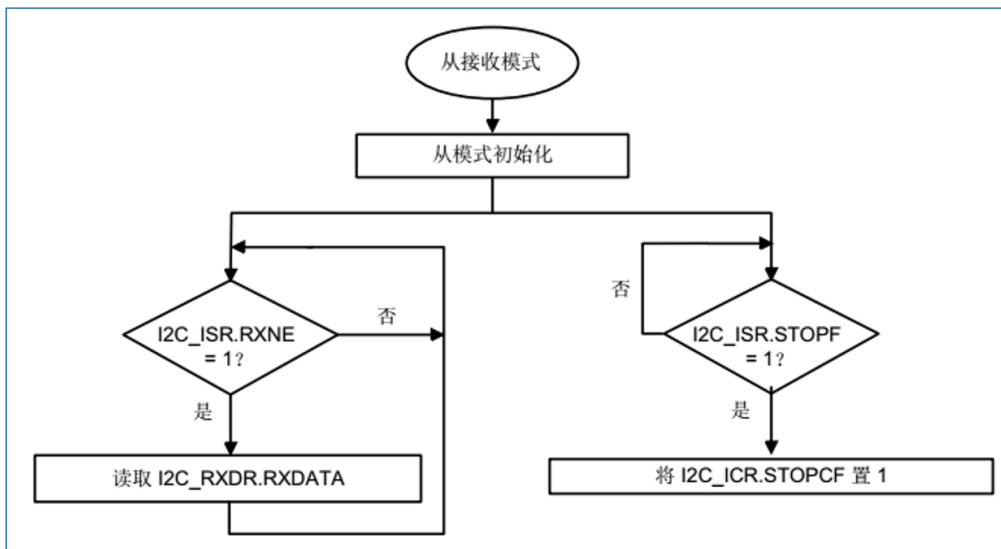 从接收模式
从模式初始化
否
否
I2C_ISR.RXNE
= 1?
I2C_ISR.STOPF
= 1?
是
是
读取 I2C_RXDR.RXDATA
将 I2C_ICR.STOPCF 置 1